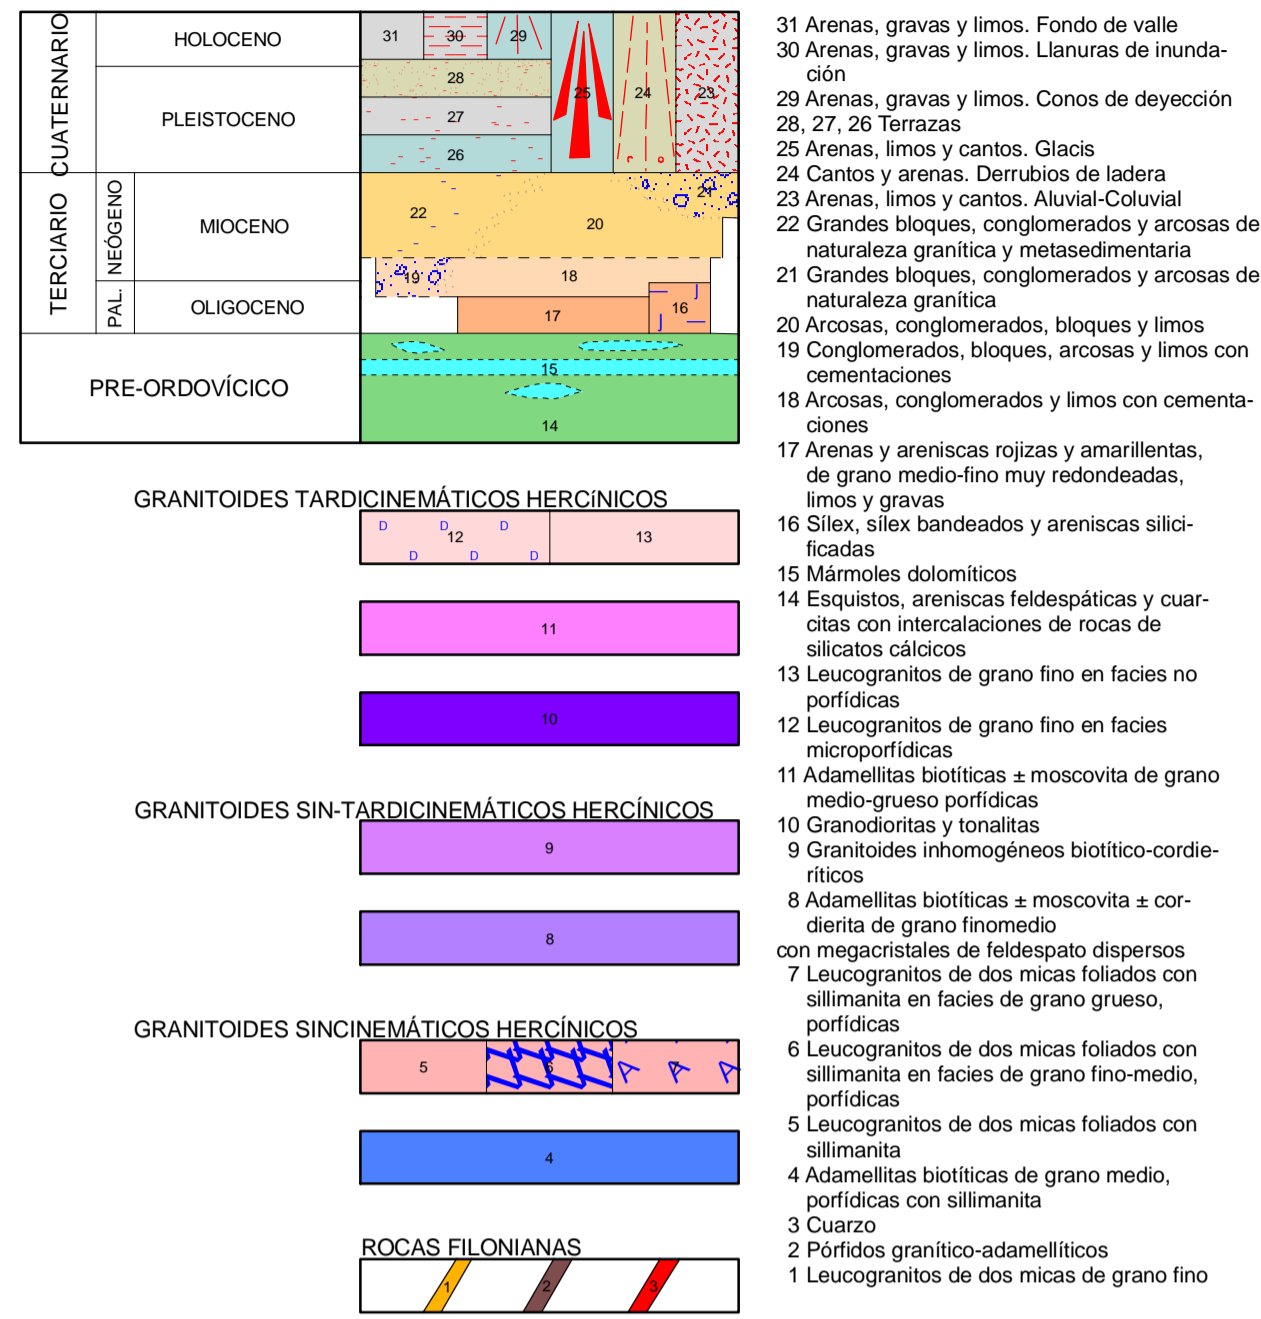 CUATERNARIO
HOLOCENO
PLEISTOCENO
TERCIARIO
NEÓGENO
MIOCENO
PAL.
OLIGOCENO
PRE-ORDOVÍCICO
31
30
29
28
27
26
25
24
23
22
21
20
19
18
17
16
15
14
GRANITOIDES TARDICINEMÁTICOS HERCíNICOS
12
D D D
D D D
13
11
10
GRANITOIDES SIN-TARDICINEMÁTICOS HERCÍNICOS
9
8
GRANITOIDES SINCINEMÁTICOS HERCÍNICOS
5
6
7
A A A
4
ROCAS FILONIANAS
1
2
3
31 Arenas, gravas y limos. Fondo de valle
30 Arenas, gravas y limos. Llanuras de inunda-
ción
29 Arenas, gravas y limos. Conos de deyección
28, 27, 26 Terrazas
25 Arenas, limos y cantos. Glacis
24 Cantos y arenas. Derrubios de ladera
23 Arenas, limos y cantos. Aluvial-Coluvial
22 Grandes bloques, conglomerados y arcosas de
naturaleza granítica y metasedimentaria
21 Grandes bloques, conglomerados y arcosas de
naturaleza granítica
20 Arcosas, conglomerados, bloques y limos
19 Conglomerados, bloques, arcosas y limos con
cementaciones
18 Arcosas, conglomerados y limos con cementa-
ciones
17 Arenas y areniscas rojizas y amarillentas,
de grano medio-fino muy redondeadas,
limos y gravas
16 Sílex, sílex bandeados y areniscas silici-
ficadas
15 Mármoles dolomíticos
14 Esquistos, areniscas feldespáticas y cuar-
citas con intercalaciones de rocas de
silicatos cálcicos
13 Leucogranitos de grano fino en facies no
porfídicas
12 Leucogranitos de grano fino en facies
microporfídicas
11 Adamellitas biotíticas ± moscovita de grano
medio-grueso porfídicas
10 Granodioritas y tonalitas
9 Granitoides inhomogéneos biotítico-cordie-
ríticos
8 Adamellitas biotíticas ± moscovita ± cor-
dierita de grano finomedio
con megacristales de feldespato dispersos
7 Leucogranitos de dos micas foliados con
sillimanita en facies de grano grueso,
porfídicas
6 Leucogranitos de dos micas foliados con
sillimanita en facies de grano fino-medio,
porfídicas
5 Leucogranitos de dos micas foliados con
sillimanita
4 Adamellitas biotíticas de grano medio,
porfídicas con sillimanita
3 Cuarzo
2 Pórfidos granítico-adamellíticos
1 Leucogranitos de dos micas de grano fino